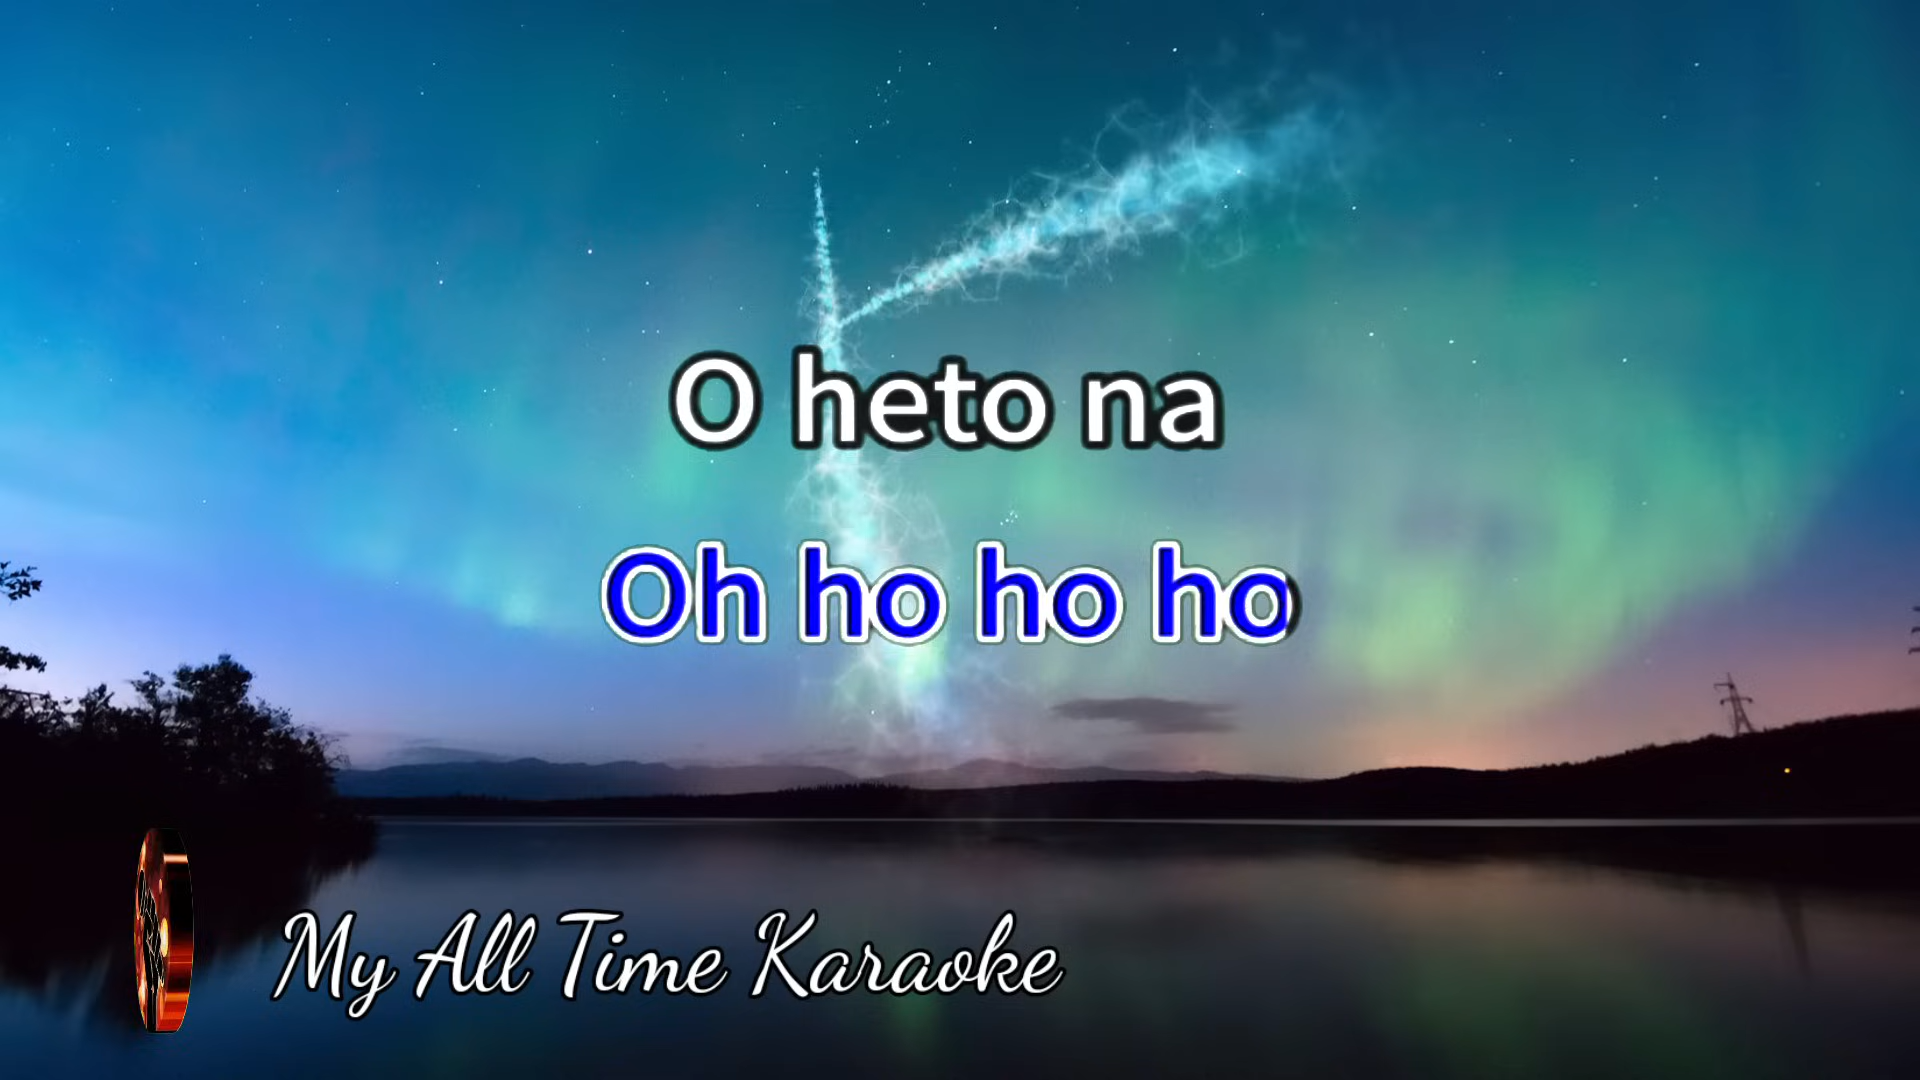 O heto na
Oh ho ho ho
My All Time Karaoke